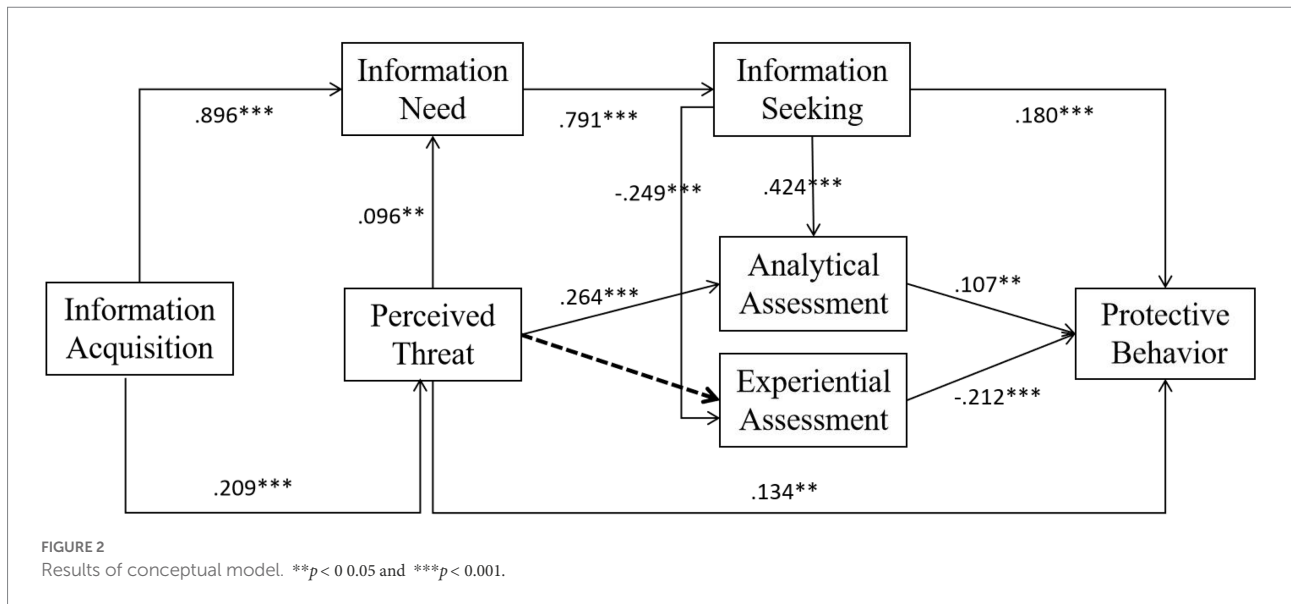 Information
Need
Information
Seeking
.896***
.791***
.180***
-.249***
.424***
.096**
Analytical
Assessment
.107**
.264***
Information
Acquisition
Perceived
Threat
Protective
Behavior
Experiential
Assessment
-.212***
.209***
.134**
FIGURE 2
Results of conceptual model. **p < 0 0.05 and ***p < 0.001.